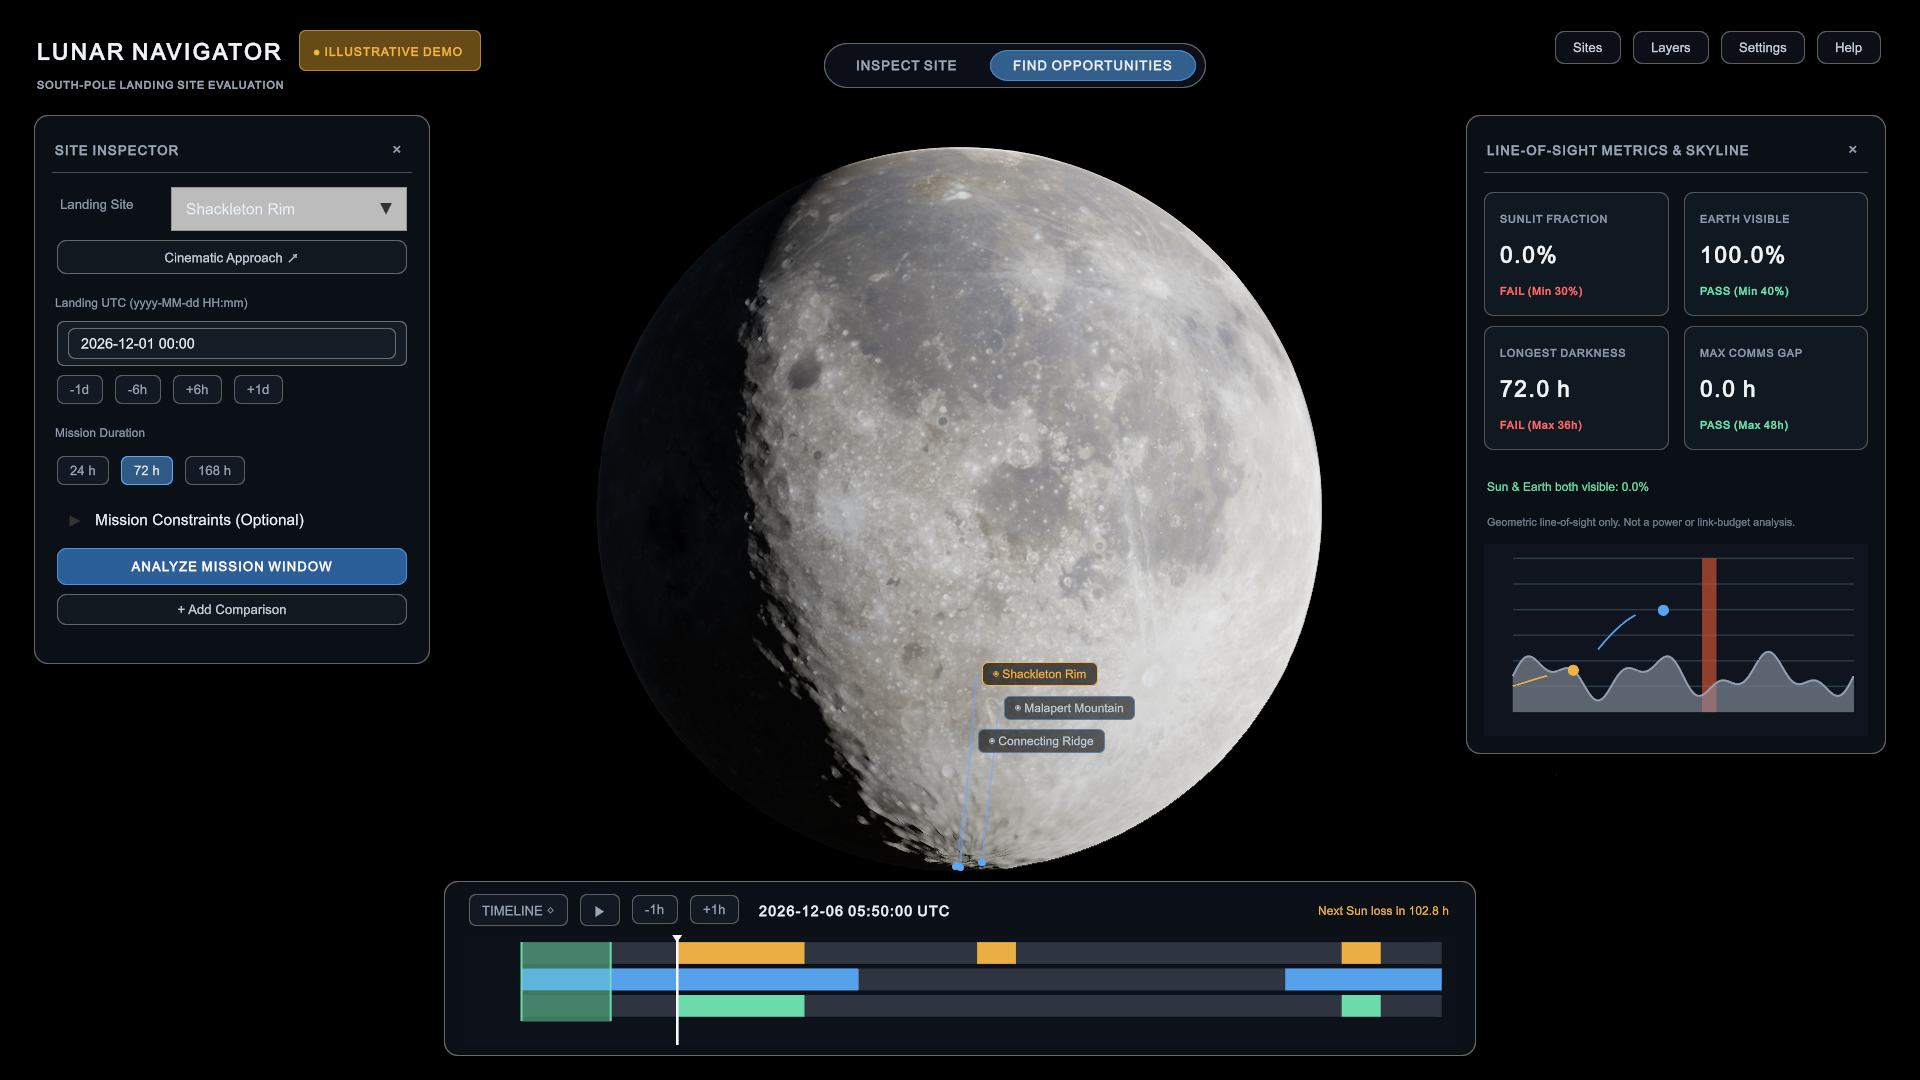 LUNAR NAVIGATOR
● ILLUSTRATIVE DEMO
SOUTH-POLE LANDING SITE EVALUATION
INSPECT SITE
FIND OPPORTUNITIES
Sites
Layers
Settings
Help
SITE INSPECTOR
×
Landing Site
Shackleton Rim ▼
Cinematic Approach ↗
Landing UTC (yyyy-MM-dd HH:mm)
2026-12-01 00:00
-1d
-6h
+6h
+1d
Mission Duration
24 h
72 h
168 h
▶ Mission Constraints (Optional)
ANALYZE MISSION WINDOW
+ Add Comparison
Shackleton Rim
Malapert Mountain
Connecting Ridge
LINE-OF-SIGHT METRICS & SKYLINE
×
SUNLIT FRACTION
0.0%
FAIL (Min 30%)
EARTH VISIBLE
100.0%
PASS (Min 40%)
LONGEST DARKNESS
72.0 h
FAIL (Max 36h)
MAX COMMS GAP
0.0 h
PASS (Max 48h)
Sun & Earth both visible: 0.0%
Geometric line-of-sight only. Not a power or link-budget analysis.
TIMELINE ◇
▶
-1h
+1h
2026-12-06 05:50:00 UTC
Next Sun loss in 102.8 h